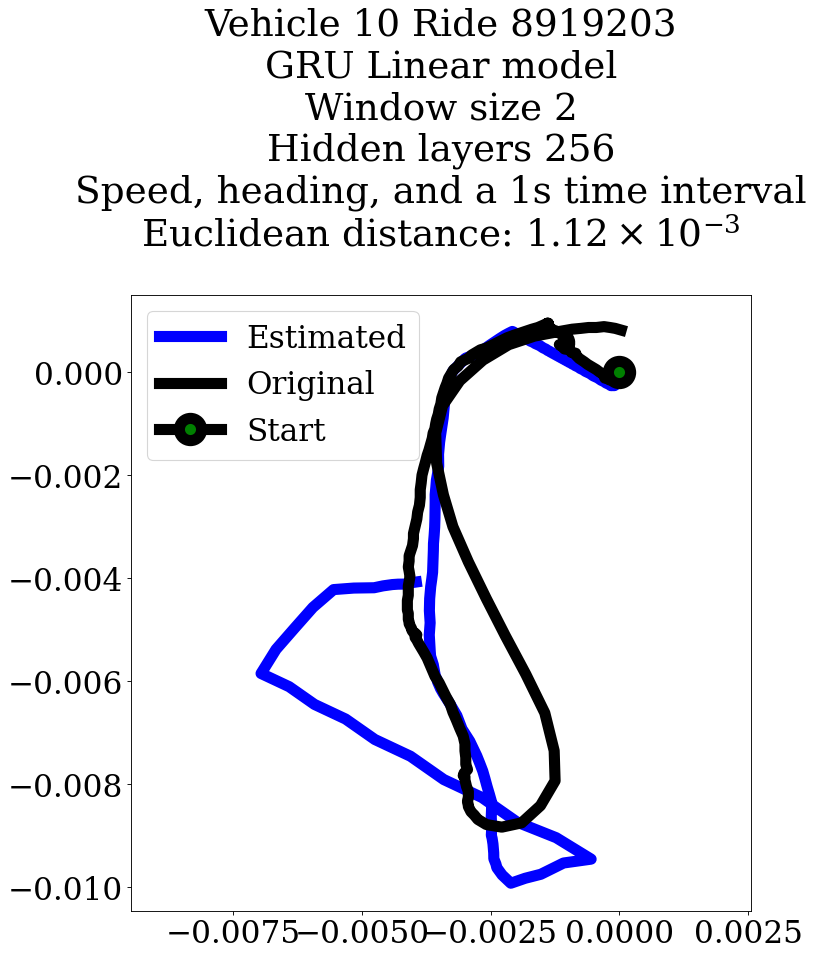 Vehicle 10 Ride 8919203
GRU Linear model
Window size 2
Hidden layers 256
Speed, heading, and a 1s time interval
Euclidean distance: 1.12 × 10⁻³
Estimated
Original
Start
0.000
−0.002
−0.004
−0.006
−0.008
−0.010
−0.0075 −0.0050 −0.0025 0.0000 0.0025